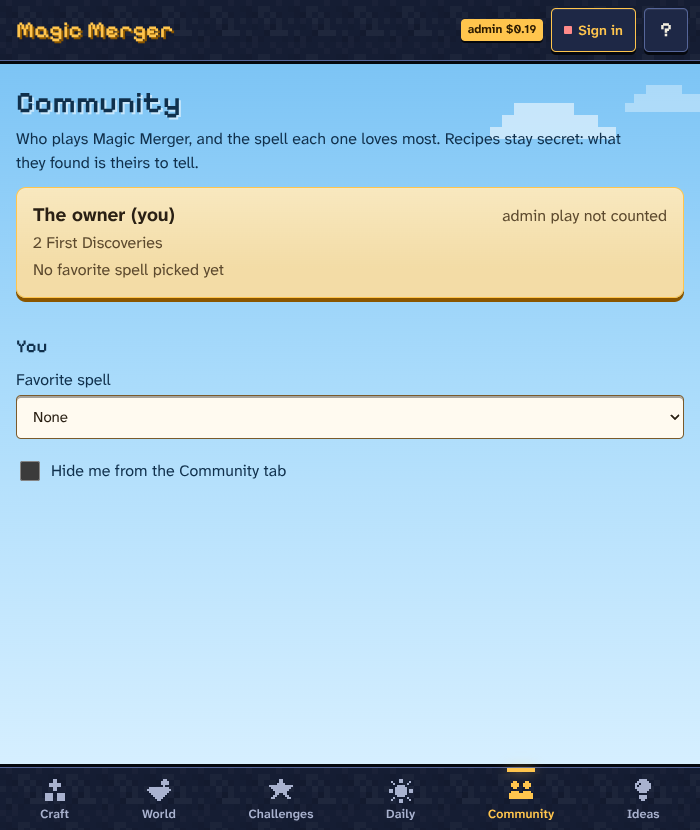 Magic Merger
admin $0.19
Sign in
?
Community
Who plays Magic Merger, and the spell each one loves most. Recipes stay secret: what
they found is theirs to tell.
The owner (you)
admin play not counted
2 First Discoveries
No favorite spell picked yet
You
Favorite spell
None
Hide me from the Community tab
Craft
World
Challenges
Daily
Community
Ideas